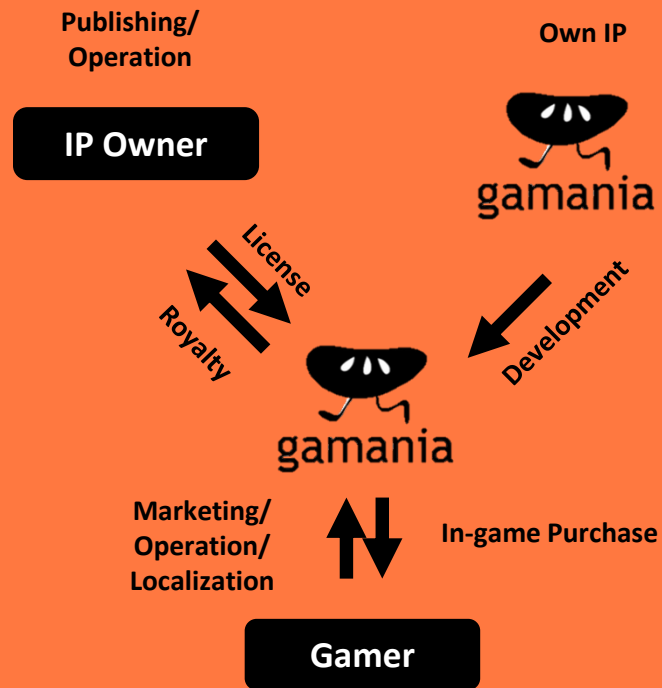 Publishing/
Operation
Own IP
IP Owner
gamania
License
Royalty
Development
gamania
Marketing/
Operation/
Localization
In-game Purchase
Gamer